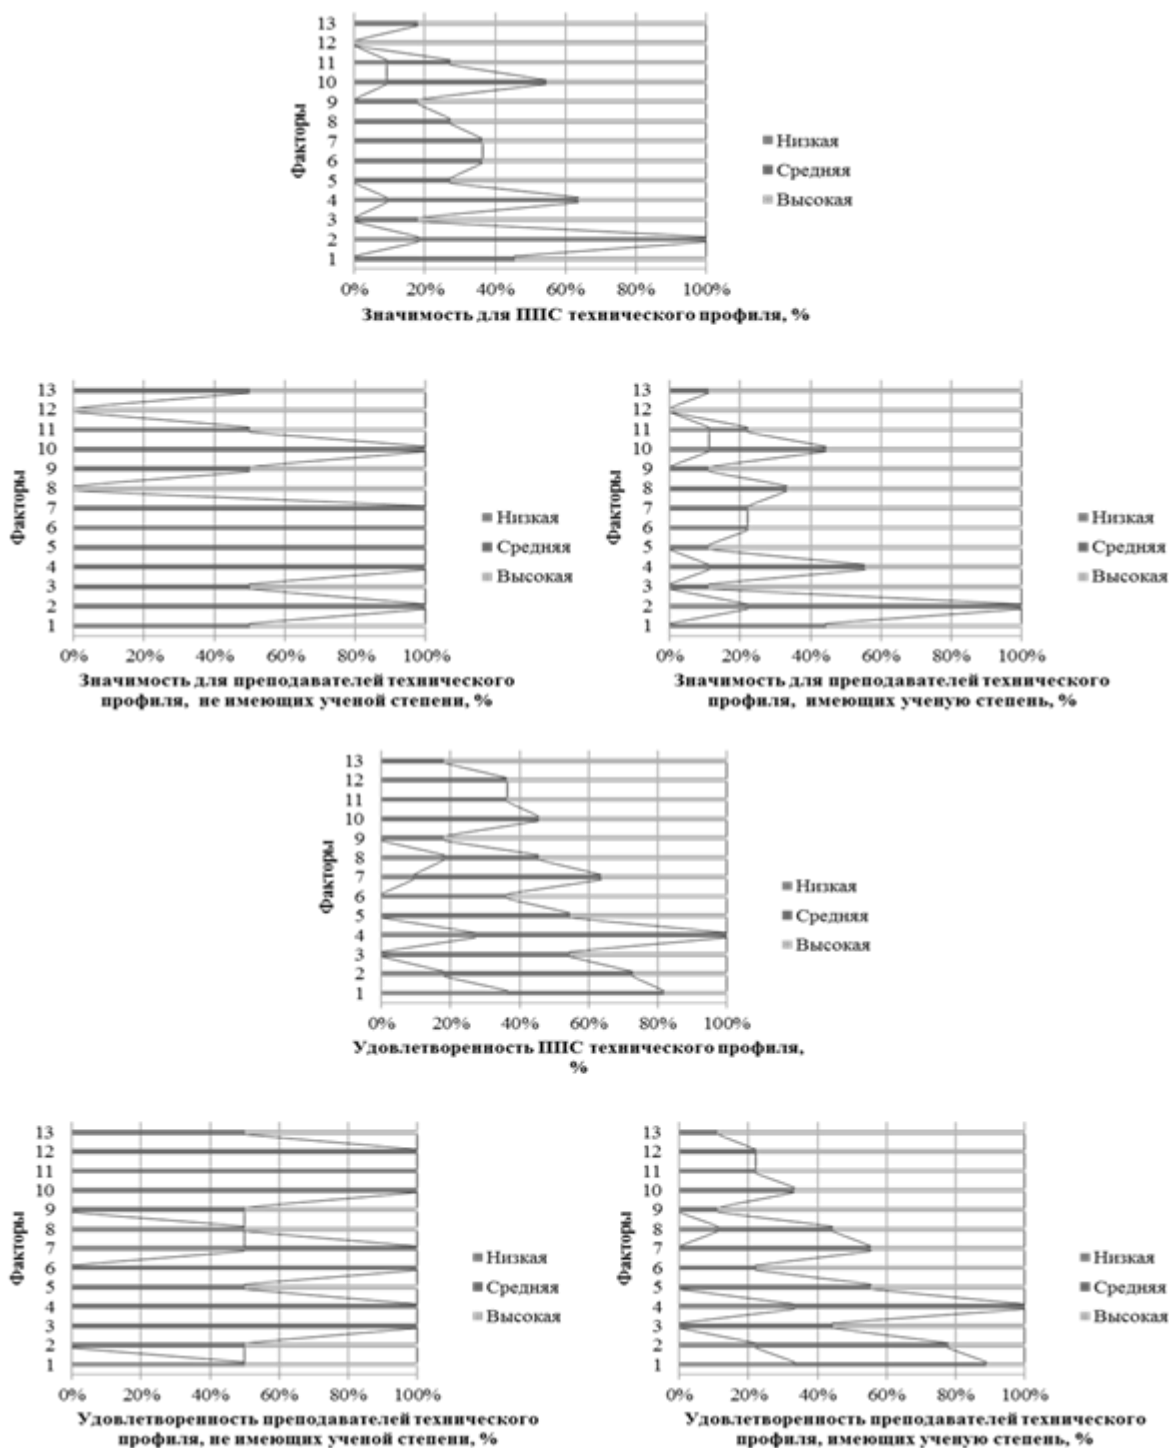 13
12
11
10
9
8
7
6
5
4
3
2
1
Факторы
0% 20% 40% 60% 80% 100%
Значимость для ППС технического профиля, %
Низкая
Средняя
Высокая
13
12
11
10
9
8
7
6
5
4
3
2
1
Факторы
0% 20% 40% 60% 80% 100%
Значимость для преподавателей технического
профиля, не имеющих ученой степени, %
Низкая
Средняя
Высокая
13
12
11
10
9
8
7
6
5
4
3
2
1
Факторы
0% 20% 40% 60% 80% 100%
Значимость для преподавателей технического
профиля, имеющих ученую степень, %
Низкая
Средняя
Высокая
13
12
11
10
9
8
7
6
5
4
3
2
1
Факторы
0% 20% 40% 60% 80% 100%
Удовлетворенность ППС технического профиля,
%
Низкая
Средняя
Высокая
13
12
11
10
9
8
7
6
5
4
3
2
1
Факторы
0% 20% 40% 60% 80% 100%
Удовлетворенность преподавателей технического
профиля, не имеющих ученой степени, %
Низкая
Средняя
Высокая
13
12
11
10
9
8
7
6
5
4
3
2
1
Факторы
0% 20% 40% 60% 80% 100%
Удовлетворенность преподавателей технического
профиля, имеющих ученую степень, %
Низкая
Средняя
Высокая